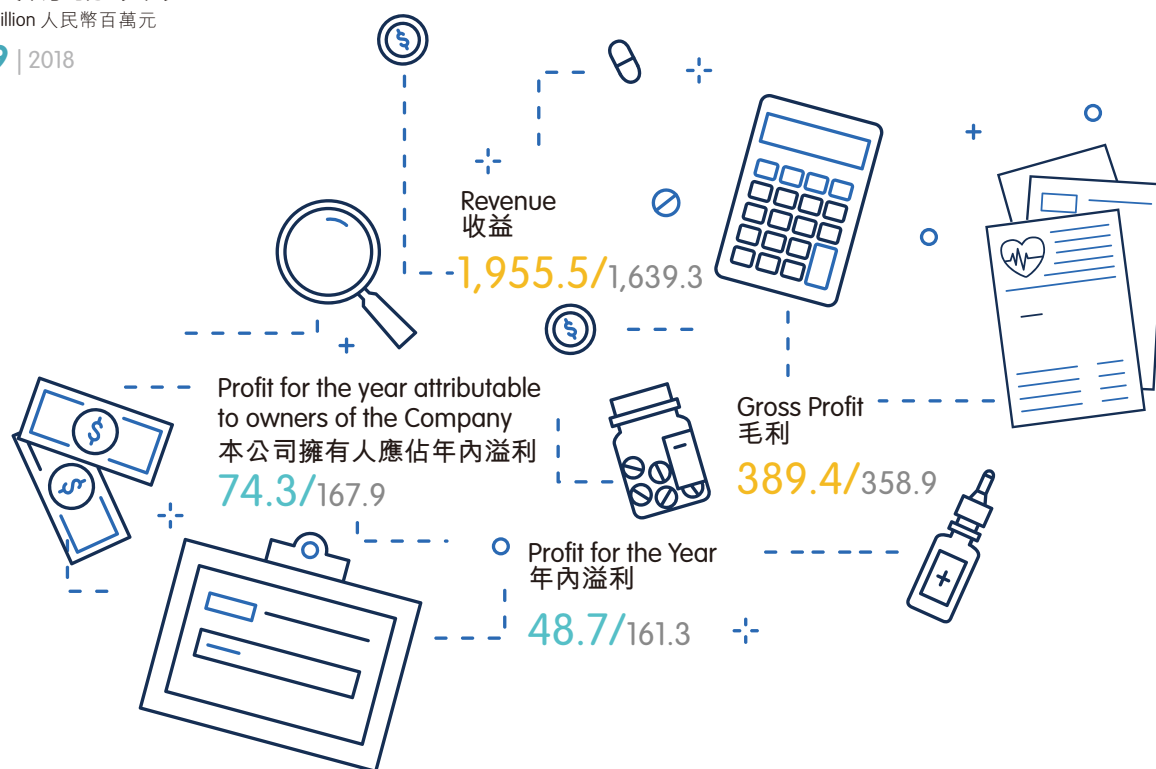 人民幣百萬元
| 2018
Revenue
收益
1,955.5/1,639.3
Profit for the year attributable
to owners of the Company
本公司擁有人應佔年內溢利
74.3/167.9
Gross Profit
毛利
389.4/358.9
Profit for the Year
年內溢利
48.7/161.3